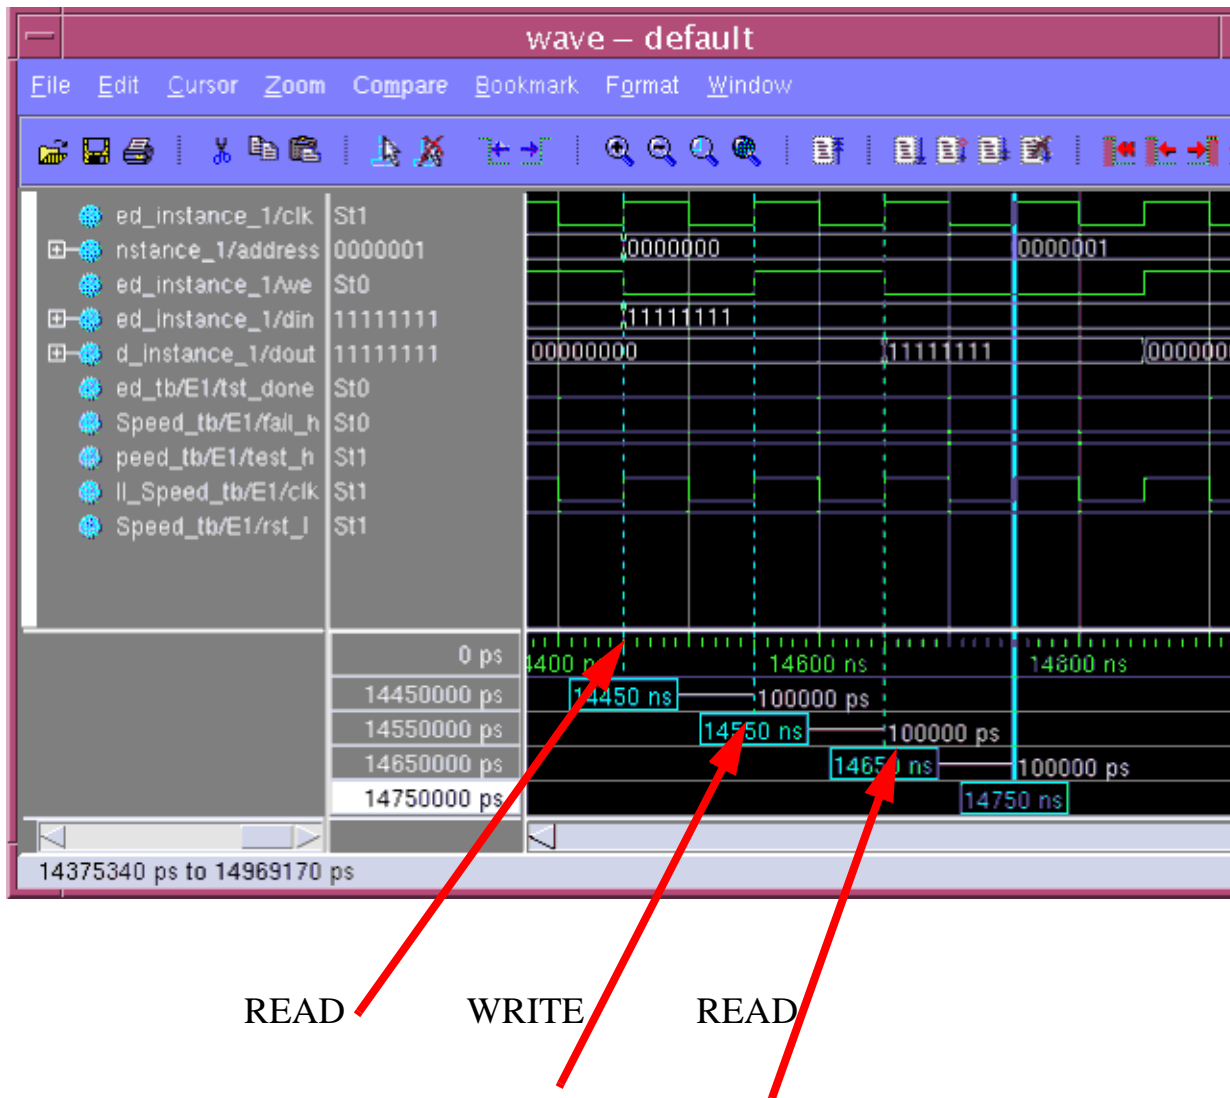 wave – default
File Edit Cursor Zoom Compare Bookmark Format Window
ed_instance_1/clk St1
nstance_1/address 0000001 0000000 0000001
ed_instance_1/we St0
ed_instance_1/din 11111111 11111111
d_instance_1/dout 11111111 00000000 11111111 000000
ed_tb/E1/tst_done St0
Speed_tb/E1/fail_h St0
peed_tb/E1/test_h St1
ll_Speed_tb/E1/clk St1
Speed_tb/E1/rst_l St1
0 ps 4400 14600 ns 14800 ns
14450000 ps 14450 ns 100000 ps
14550000 ps 14550 ns 100000 ps
14650000 ps 14650 ns 100000 ps
14750000 ps 14750 ns
14375340 ps to 14969170 ps
READ WRITE READ